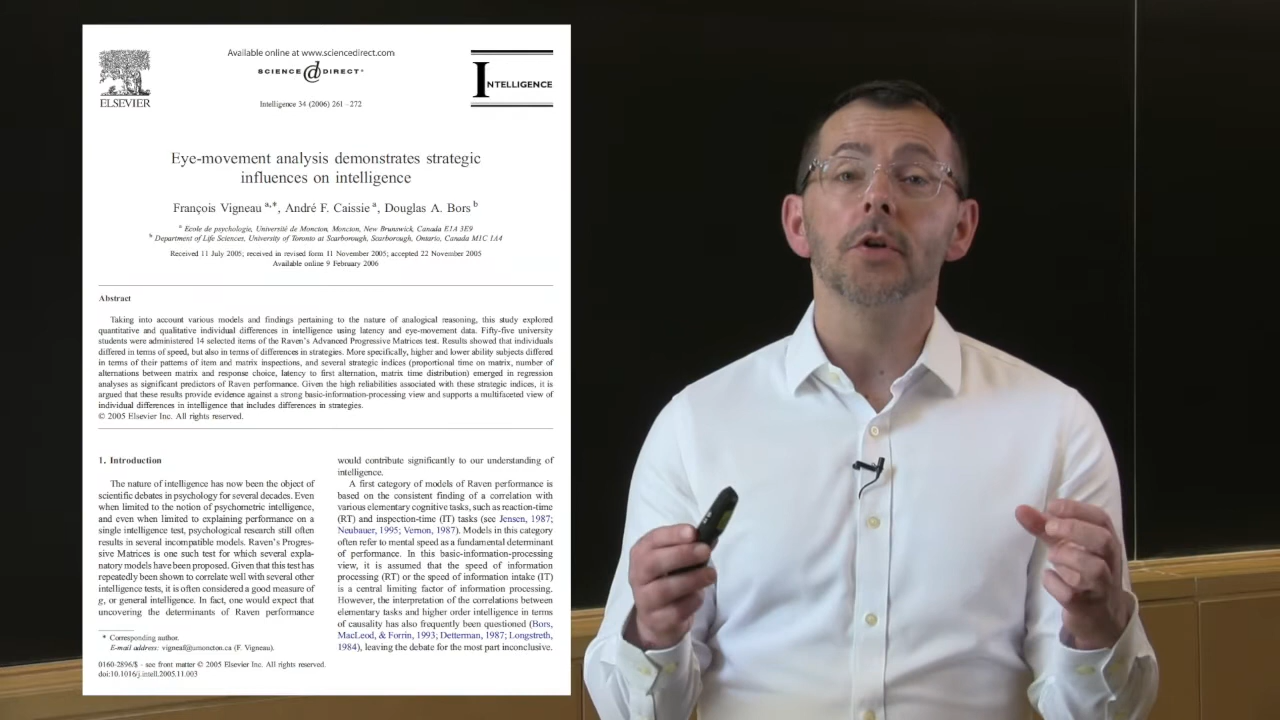 Available online at www.sciencedirect.com
SCIENCE @ DIRECT®
ELSEVIER
INTELLIGENCE
Intelligence 34 (2006) 261–272
Eye-movement analysis demonstrates strategic
influences on intelligence
François Vigneau a,*, André F. Caissie a, Douglas A. Bors b
a Ecole de psychologie, Université de Moncton, Moncton, New Brunswick, Canada E1A 3E9
b Department of Life Sciences, University of Toronto at Scarborough, Scarborough, Ontario, Canada M1C 1A4
Received 11 July 2005; received in revised form 11 November 2005; accepted 22 November 2005
Available online 9 February 2006
Abstract
Taking into account various models and findings pertaining to the nature of analogical reasoning, this study explored
quantitative and qualitative individual differences in intelligence using latency and eye-movement data. Fifty-five university
students were administered 14 selected items of the Raven's Advanced Progressive Matrices test. Results showed that individuals
differed in terms of speed, but also in terms of differences in strategies. More specifically, higher and lower ability subjects differed
in terms of their patterns of item and matrix inspections, and several strategic indices (proportional time on matrix, number of
alternations between matrix and response choice, latency to first alternation, matrix time distribution) emerged in regression
analyses as significant predictors of Raven performance. Given the high reliabilities associated with these strategic indices, it is
argued that these results provide evidence against a strong basic-information-processing view and supports a multifaceted view of
individual differences in intelligence that includes differences in strategies.
© 2005 Elsevier Inc. All rights reserved.
1. Introduction
The nature of intelligence has now been the object of
scientific debates in psychology for several decades. Even
when limited to the notion of psychometric intelligence,
and even when limited to explaining performance on a
single intelligence test, psychological research still often
results in several incompatible models. Raven's Progres-
sive Matrices is one such test for which several expla-
natory models have been proposed. Given that this test has
repeatedly been shown to correlate well with several other
intelligence tests, it is often considered a good measure of
g, or general intelligence. In fact, one would expect that
uncovering the determinants of Raven performance
* Corresponding author.
E-mail address: vigneaf@umoncton.ca (F. Vigneau).
would contribute significantly to our understanding of
intelligence.
A first category of models of Raven performance is
based on the consistent finding of a correlation with
various elementary cognitive tasks, such as reaction-time
(RT) and inspection-time (IT) tasks (see Jensen, 1987;
Neubauer, 1995; Vernon, 1987). Models in this category
often refer to mental speed as a fundamental determinant
of performance. In this basic-information-processing
view, it is assumed that the speed of information
processing (RT) or the speed of information intake (IT)
is a central limiting factor of information processing.
However, the interpretation of the correlations between
elementary tasks and higher order intelligence in terms
of causality has also frequently been questioned (Bors,
MacLeod, & Forrin, 1993; Detterman, 1987; Longstreth,
1984), leaving the debate for the most part inconclusive.
0160-2896/$ - see front matter © 2005 Elsevier Inc. All rights reserved.
doi:10.1016/j.intell.2005.11.003